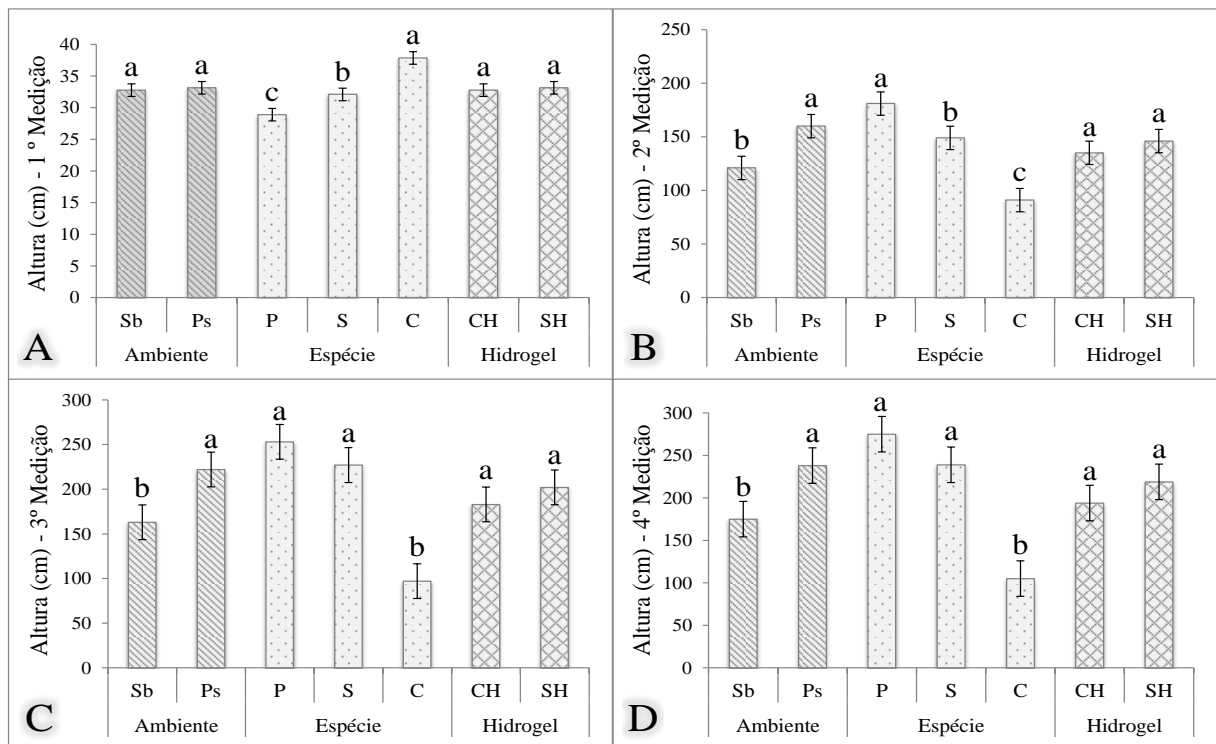 Altura (cm) - 1 º Medição
40
35
30
25
20
15
10
5
0
a a c b a a a
Sb Ps P S C CH SH
Ambiente Espécie Hidrogel
A
Altura (cm) - 2º Medição
250
200
150
100
50
0
b a a b c a a
Sb Ps P S C CH SH
Ambiente Espécie Hidrogel
B
Altura (cm) - 3º Medição
300
250
200
150
100
50
0
b a a a b a a
Sb Ps P S C CH SH
Ambiente Espécie Hidrogel
C
Altura (cm) - 4º Medição
300
250
200
150
100
50
0
b a a a b a a
Sb Ps P S C CH SH
Ambiente Espécie Hidrogel
D